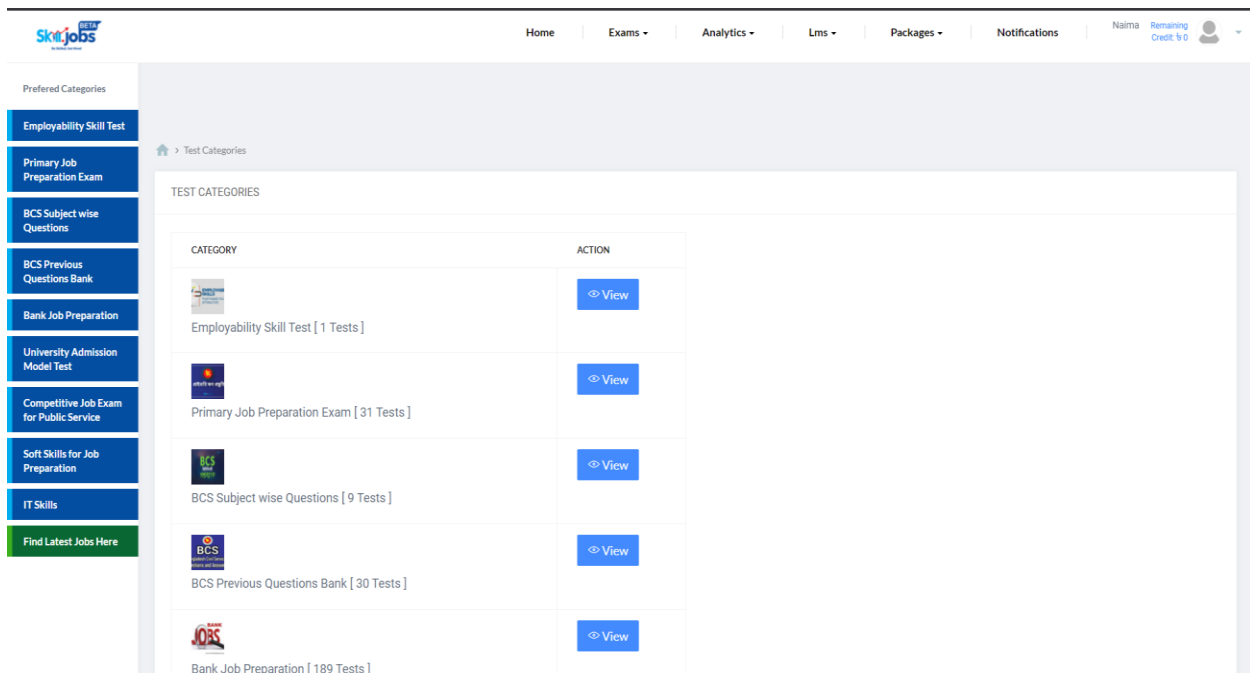 BETA
Skill.jobs
Home
Exams
Analytics
Lms
Packages
Notifications
Naima
Remaining
Credit: ৳ 0
Prefered Categories
Employability Skill Test
Primary Job
Preparation Exam
BCS Subject wise
Questions
BCS Previous
Questions Bank
Bank Job Preparation
University Admission
Model Test
Competitive Job Exam
for Public Service
Soft Skills for Job
Preparation
IT Skills
Find Latest Jobs Here
> Test Categories
TEST CATEGORIES
CATEGORY
ACTION
View
Employability Skill Test [ 1 Tests ]
View
Primary Job Preparation Exam [ 31 Tests ]
BCS
View
BCS Subject wise Questions [ 9 Tests ]
BCS
View
BCS Previous Questions Bank [ 30 Tests ]
BANK
JOBS
View
Bank Job Preparation [ 189 Tests ]